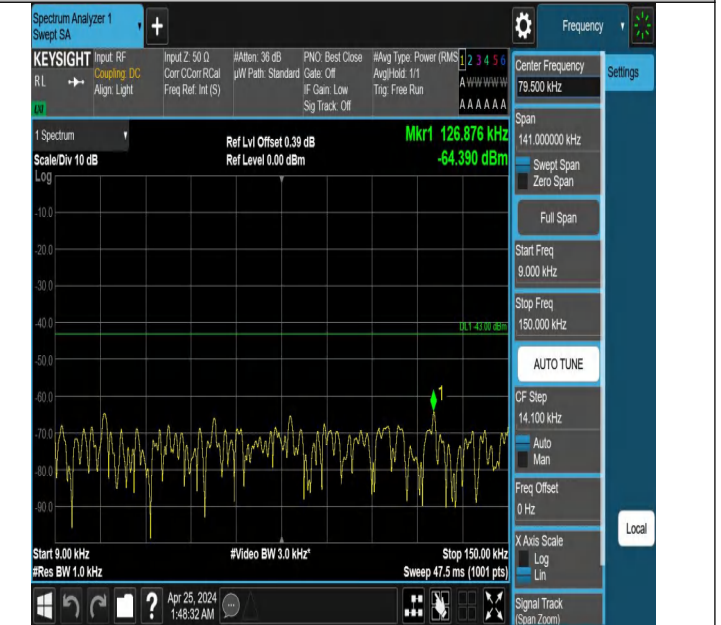 Spectrum Analyzer 1
Swept SA
+
Frequency
KEYSIGHT
RL
Input: RF
Coupling: DC
Align: Light
Input Z: 50 Ω
Corr CCorr RCal
Freq Ref: Int (S)
#Atten: 36 dB
µW Path: Standard
PNO: Best Close
Gate: Off
IF Gain: Low
Sig Track: Off
#Avg Type: Power (RMS
Avg|Hold: 1/1
Trig: Free Run
1 2 3 4 5 6
A W W W W W
A A A A A A
1 Spectrum
Scale/Div 10 dB
Ref Lvl Offset 0.39 dB
Ref Level 0.00 dBm
Mkr1 126.876 kHz
-64.390 dBm
Log
-10.0
-20.0
-30.0
-40.0
DL1 -43.00 dBm
-50.0
-60.0
1
-70.0
-80.0
-90.0
Start 9.00 kHz
#Video BW 3.0 kHz*
Stop 150.00 kHz
#Res BW 1.0 kHz
Sweep 47.5 ms (1001 pts)
Center Frequency
79.500 kHz
Settings
Span
141.000000 kHz
Swept Span
Zero Span
Full Span
Start Freq
9.000 kHz
Stop Freq
150.000 kHz
AUTO TUNE
CF Step
14.100 kHz
Auto
Man
Freq Offset
0 Hz
X Axis Scale
Log
Lin
Signal Track
(Span Zoom)
Local
?
Apr 25, 2024
1:48:32 AM